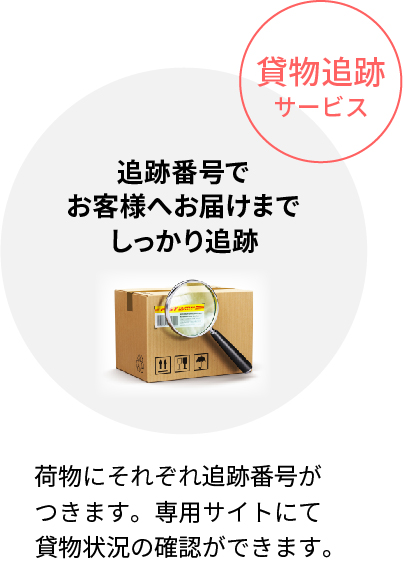 貸物追跡
サービス
追跡番号で
お客様へお届けまで
しっかり追跡
荷物にそれぞれ追跡番号が
つきます。専用サイトにて
貸物状況の確認ができます。